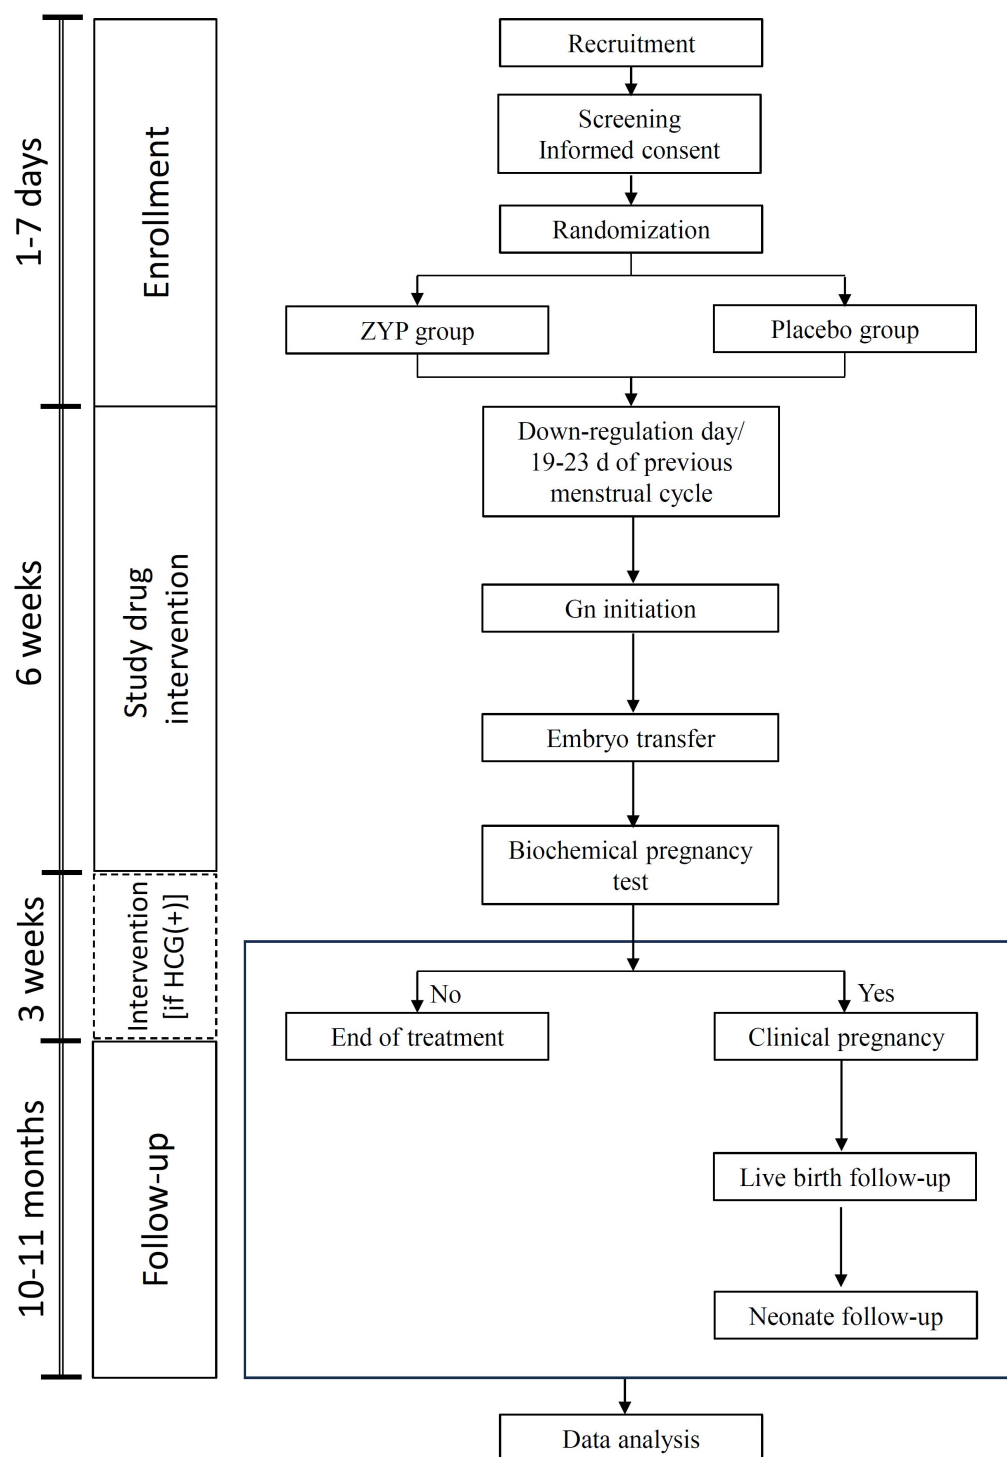 1-7 days
Enrollment
6 weeks
Study drug
intervention
3 weeks
Intervention
[if HCG(+)]
10-11 months
Follow-up
Recruitment
Screening
Informed consent
Randomization
ZYP group
Placebo group
Down-regulation day/
19-23 d of previous
menstrual cycle
Gn initiation
Embryo transfer
Biochemical pregnancy
test
No
Yes
End of treatment
Clinical pregnancy
Live birth follow-up
Neonate follow-up
Data analysis